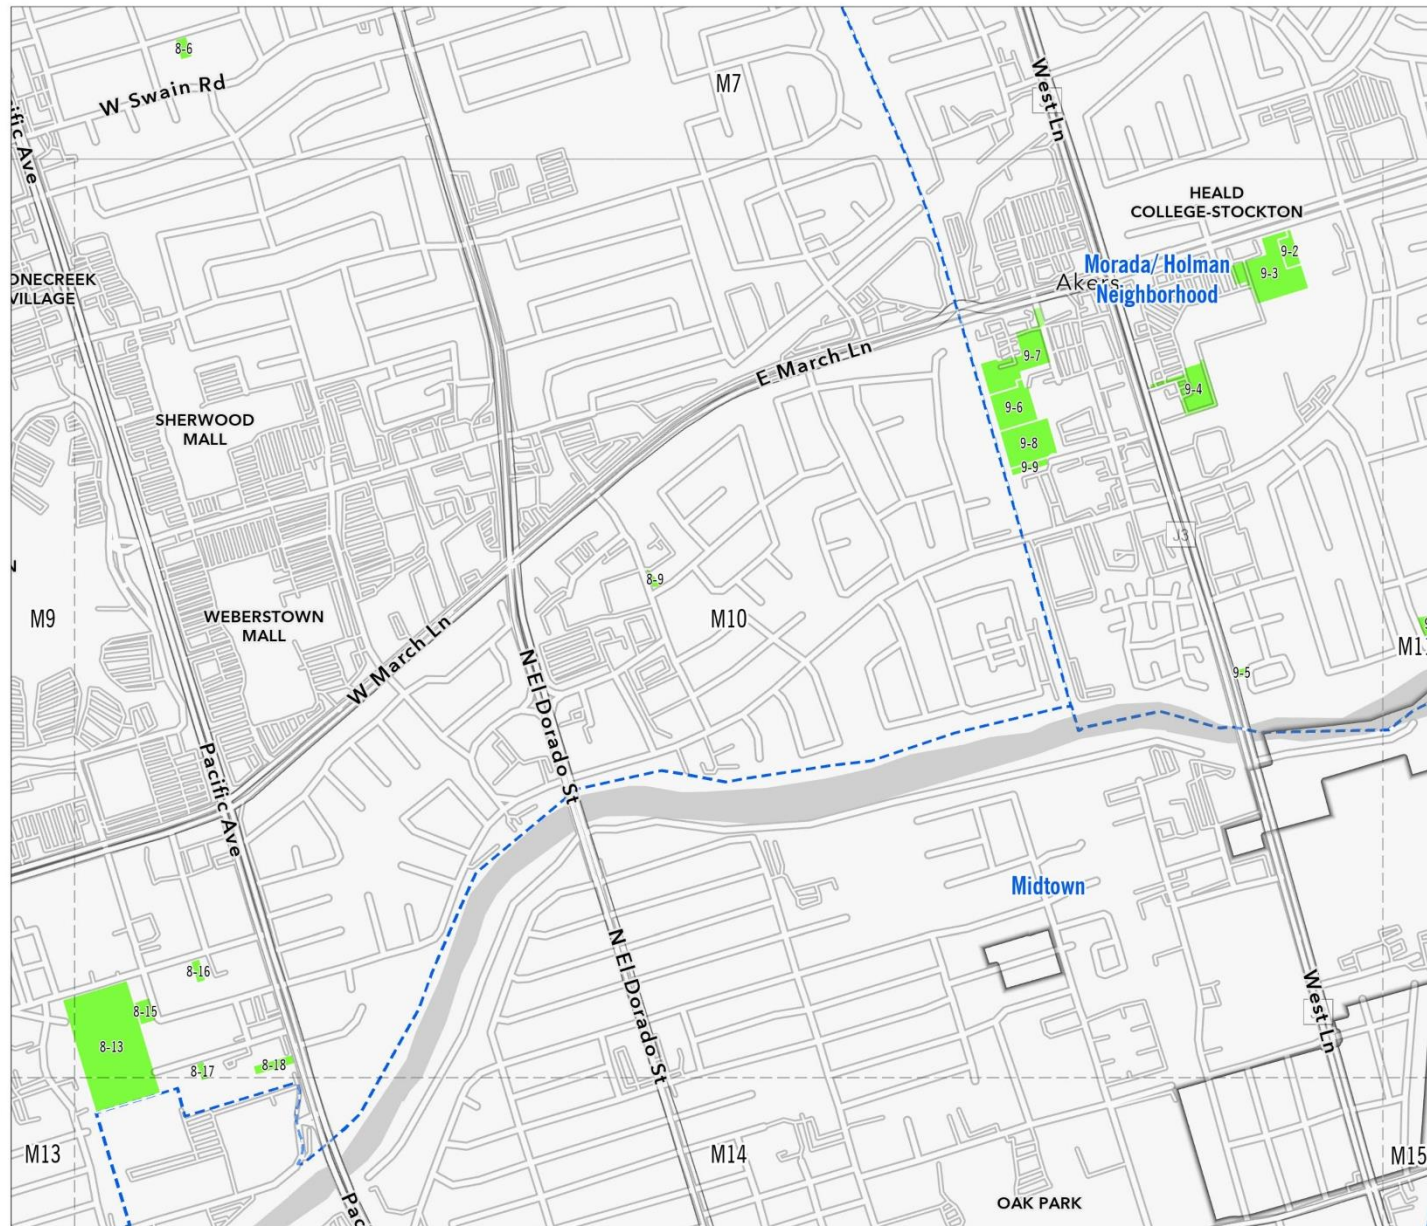 8-6
W Swain Rd
M7
West Ln
cific Ave
HEALD
COLLEGE-STOCKTON
9-2
9-3
Morada/ Holman
Neighborhood
Akers
ONECREEK
VILLAGE
9-7
E March Ln
9-4
9-6
SHERWOOD
MALL
9-8
9-9
J3
N
8-9
M9
WEBERSTOWN
MALL
M10
W March Ln
N El Dorado St
9-5
M1
Pacific Ave
Midtown
N El Dorado St
8-16
8-15
8-13
8-17
8-18
West Ln
M13
M14
M15
OAK PARK
Pac